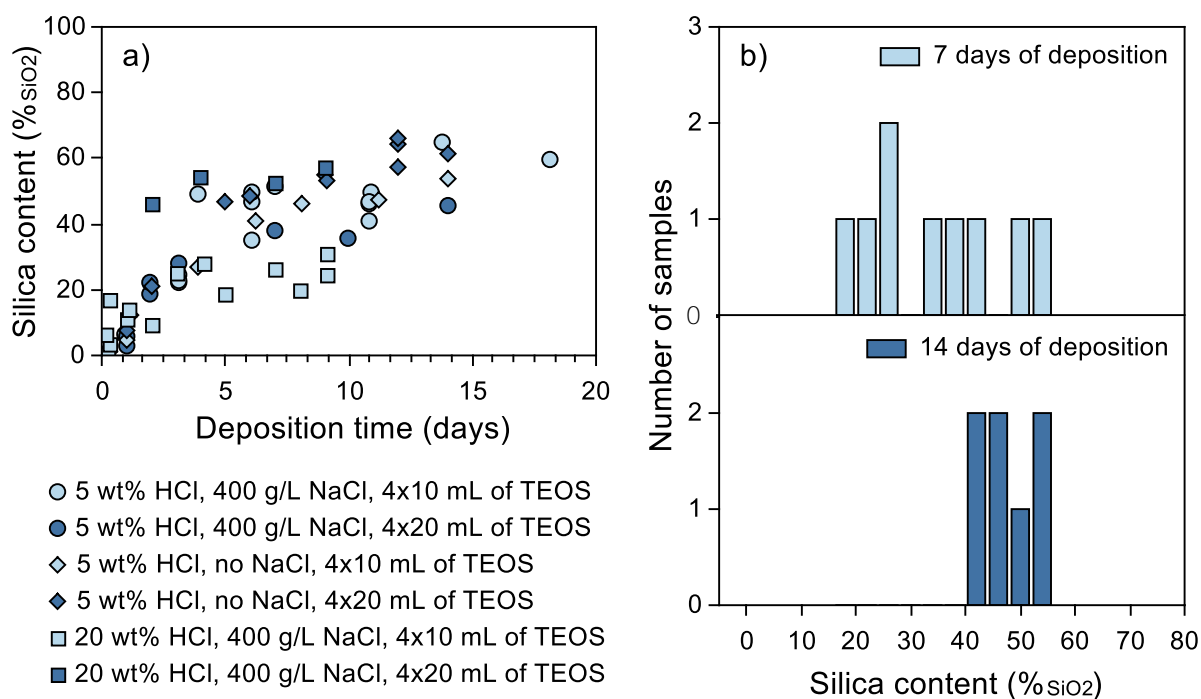 a)
Silica content (%SiO2)
100
80
60
40
20
0
0 5 10 15 20
Deposition time (days)
5 wt% HCl, 400 g/L NaCl, 4x10 mL of TEOS
5 wt% HCl, 400 g/L NaCl, 4x20 mL of TEOS
5 wt% HCl, no NaCl, 4x10 mL of TEOS
5 wt% HCl, no NaCl, 4x20 mL of TEOS
20 wt% HCl, 400 g/L NaCl, 4x10 mL of TEOS
20 wt% HCl, 400 g/L NaCl, 4x20 mL of TEOS
b)
7 days of deposition
Number of samples
3
2
1
0
14 days of deposition
2
1
0
0 10 20 30 40 50 60 70 80
Silica content (%SiO2)